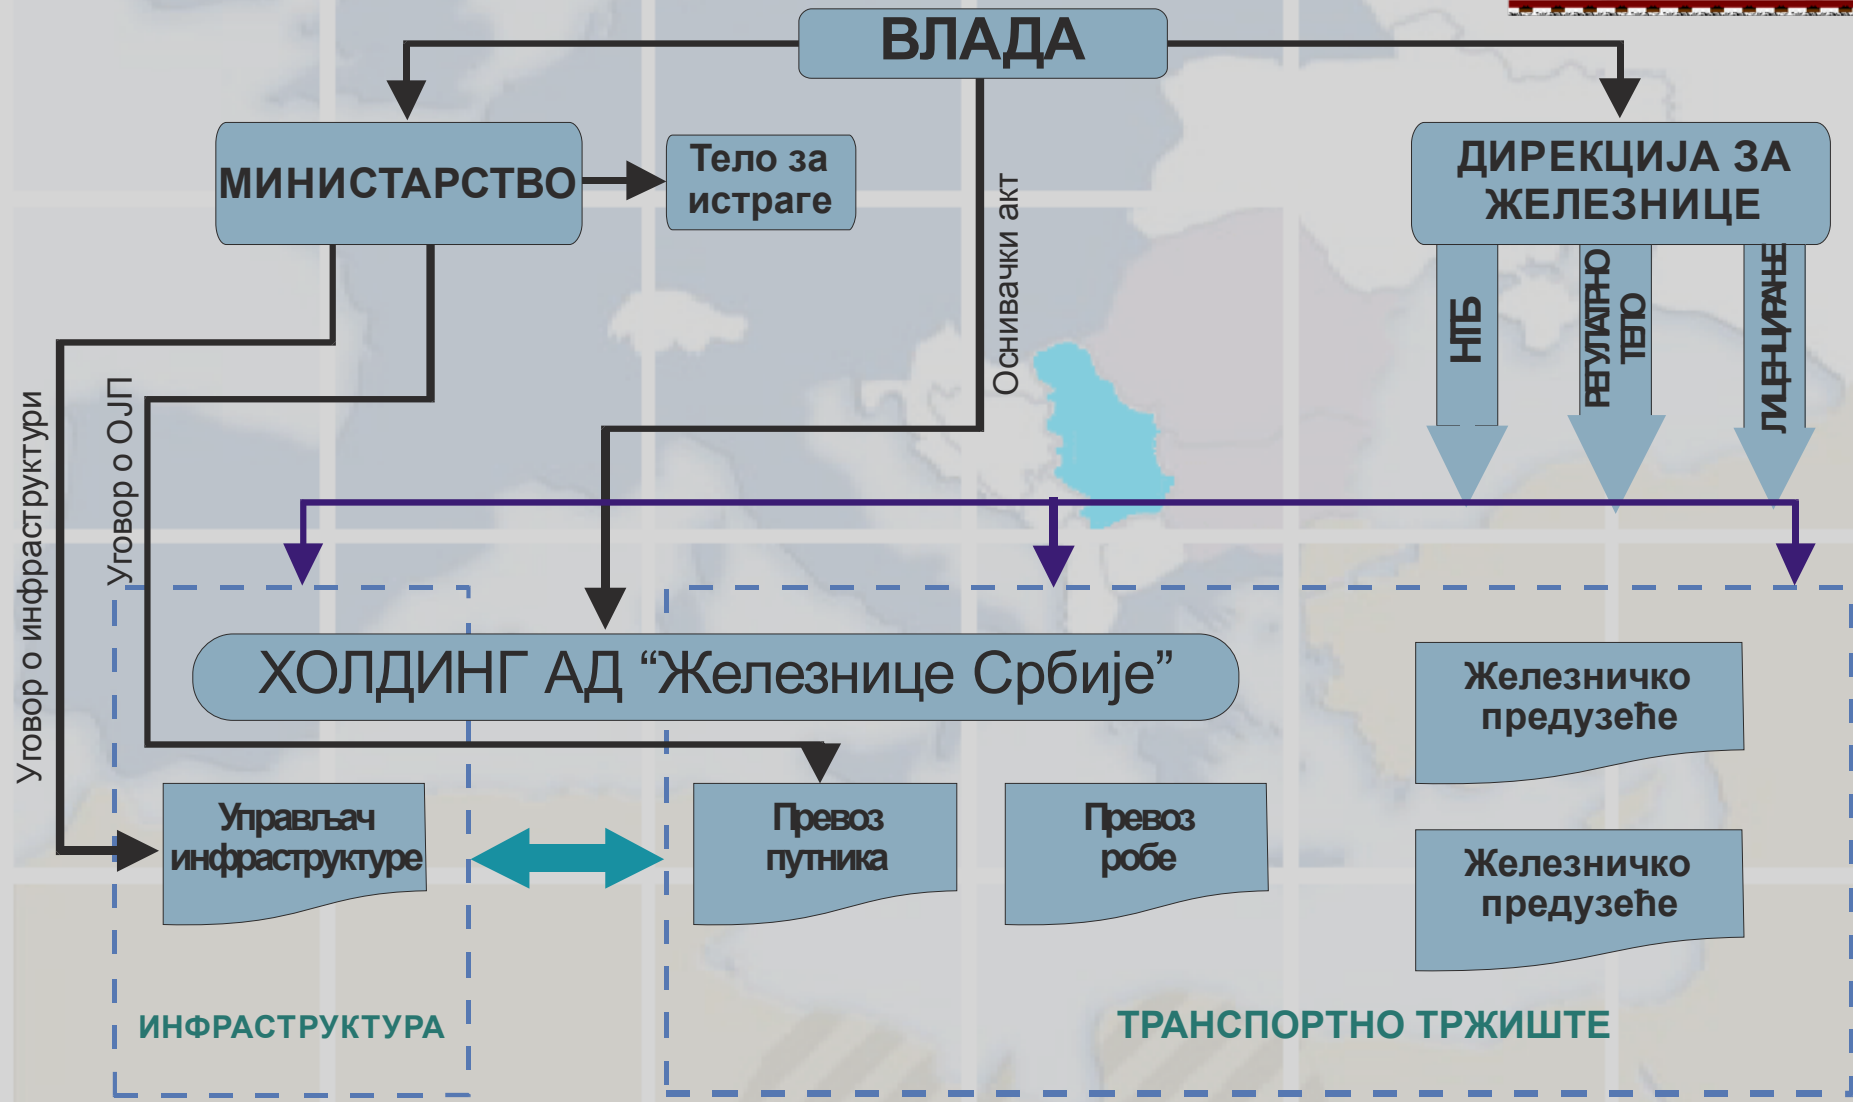 ВЛАДА
МИНИСТАРСТВО
Тело за
истраге
Оснивачки акт
ДИРЕКЦИЈА ЗА
ЖЕЛЕЗНИЦЕ
НТБ
РЕГУЛАТРНО
ТЕЛО
ЛИЦЕНЦИРАЊЕ
Уговор о инфраструктури
Уговор о ОЈП
ХОЛДИНГ АД “Железнице Србије”
Железничко
предузеће
Управљач
инфраструктуре
Превоз
путника
Превоз
робе
Железничко
предузеће
ИНФРАСТРУКТУРА
ТРАНСПОРТНО ТРЖИШТЕ